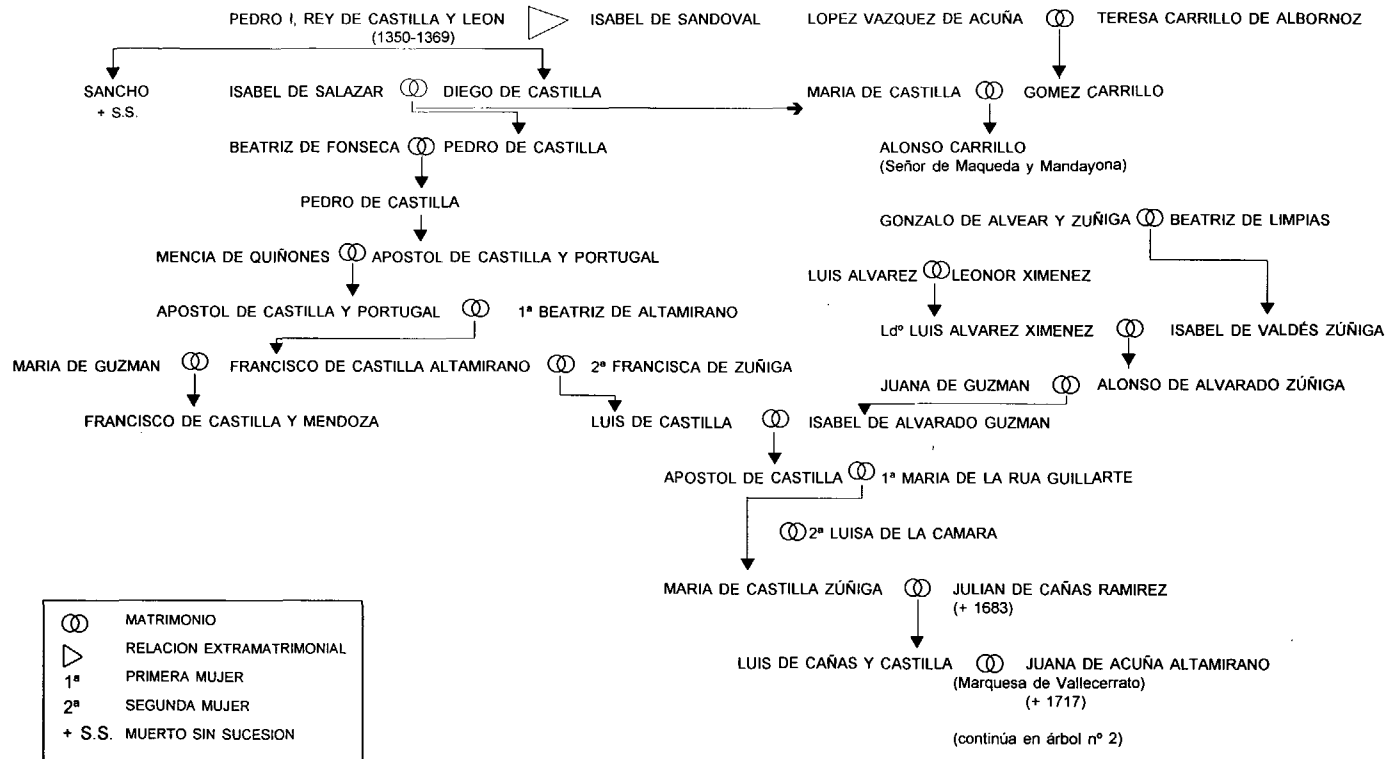 PEDRO I, REY DE CASTILLA Y LEON ISABEL DE SANDOVAL LOPEZ VAZQUEZ DE ACUÑA TERESA CARRILLO DE ALBORNOZ
(1350-1369)
SANCHO ISABEL DE SALAZAR DIEGO DE CASTILLA MARIA DE CASTILLA GOMEZ CARRILLO
+ S.S.
BEATRIZ DE FONSECA PEDRO DE CASTILLA ALONSO CARRILLO
(Señor de Maqueda y Mandayona)
PEDRO DE CASTILLA
GONZALO DE ALVEAR Y ZUÑIGA BEATRIZ DE LIMPIAS
MENCIA DE QUIÑONES APOSTOL DE CASTILLA Y PORTUGAL
LUIS ALVAREZ LEONOR XIMENEZ
APOSTOL DE CASTILLA Y PORTUGAL 1ª BEATRIZ DE ALTAMIRANO
Ldº LUIS ALVAREZ XIMENEZ ISABEL DE VALDÉS ZÚÑIGA
MARIA DE GUZMAN FRANCISCO DE CASTILLA ALTAMIRANO 2ª FRANCISCA DE ZUÑIGA
JUANA DE GUZMAN ALONSO DE ALVARADO ZÚÑIGA
FRANCISCO DE CASTILLA Y MENDOZA LUIS DE CASTILLA ISABEL DE ALVARADO GUZMAN
APOSTOL DE CASTILLA 1ª MARIA DE LA RUA GUILLARTE
2ª LUISA DE LA CAMARA
MARIA DE CASTILLA ZÚÑIGA JULIAN DE CAÑAS RAMIREZ
(+ 1683)
LUIS DE CAÑAS Y CASTILLA JUANA DE ACUÑA ALTAMIRANO
(Marquesa de Vallecerrato)
(+ 1717)
(continúa en árbol nº 2)
MATRIMONIO
RELACION EXTRAMATRIMONIAL
1ª PRIMERA MUJER
2ª SEGUNDA MUJER
+ S.S. MUERTO SIN SUCESION